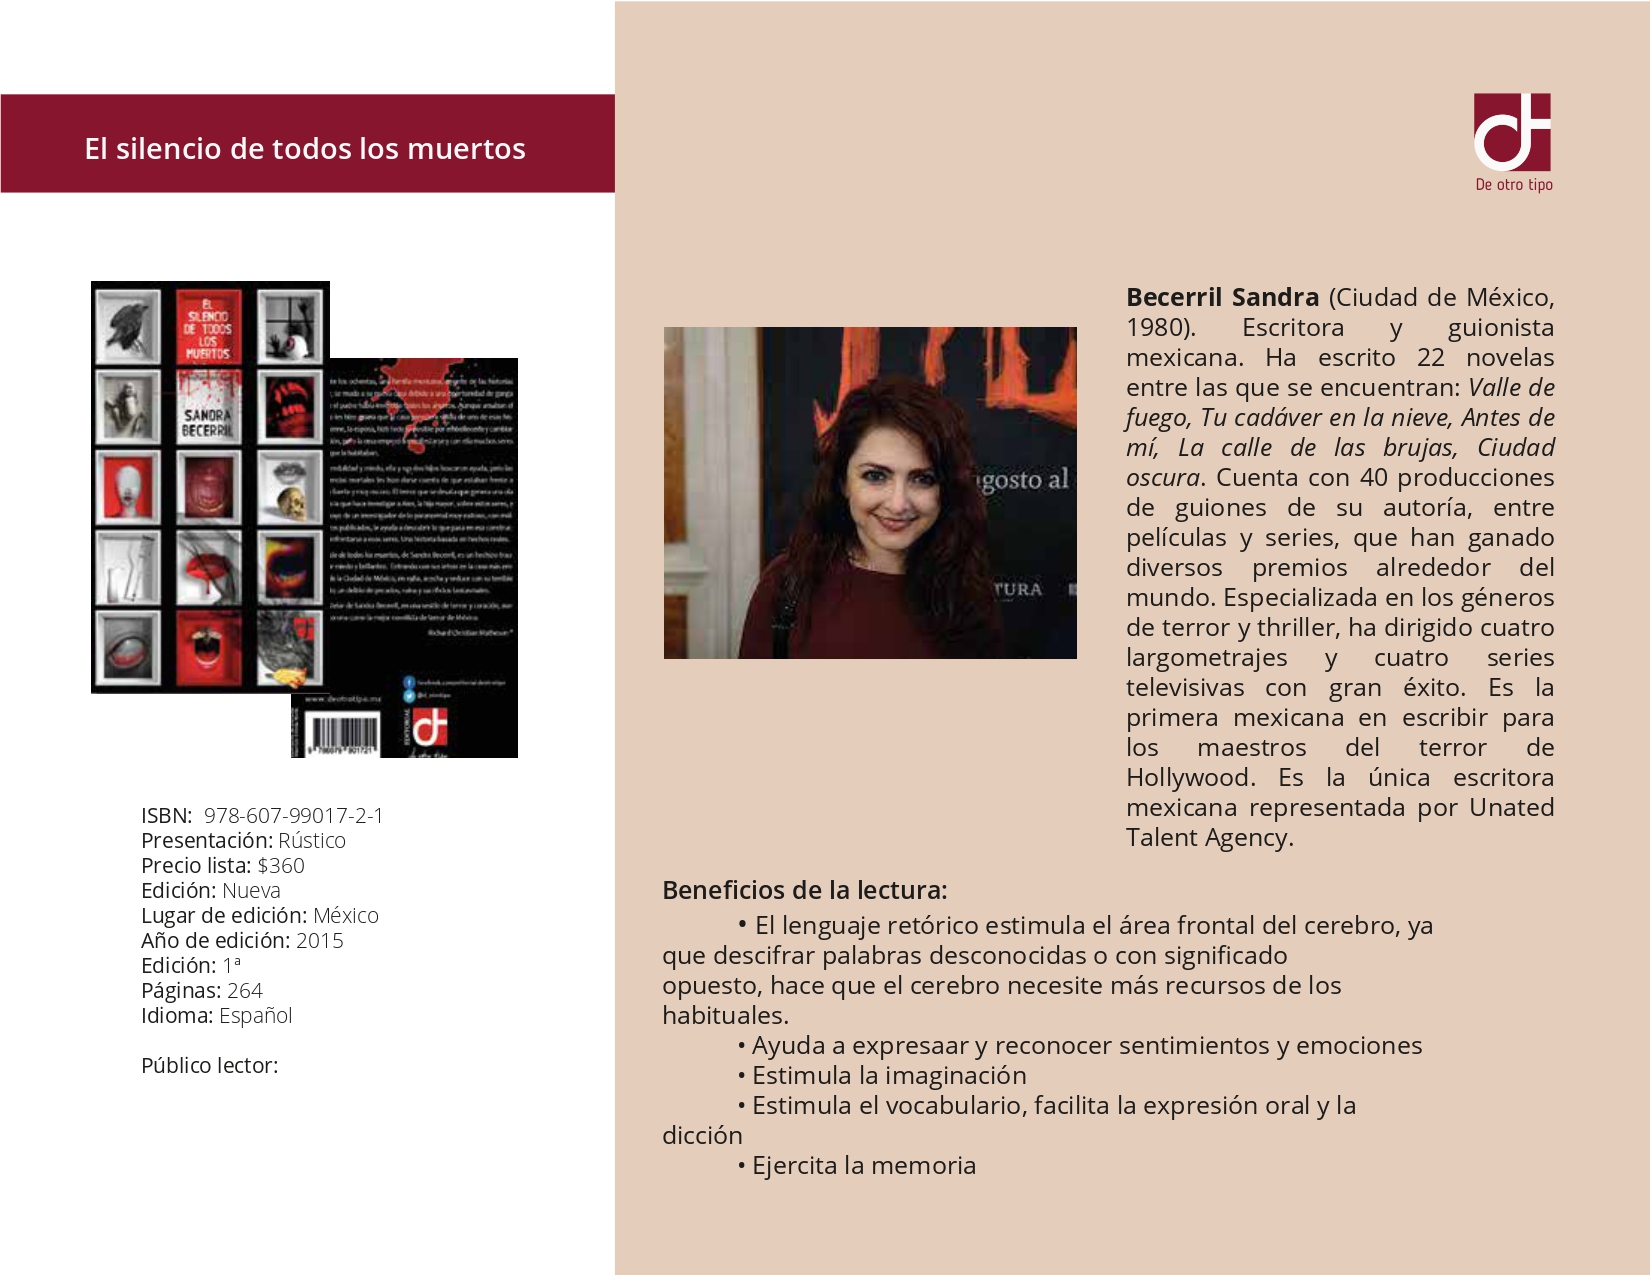 El silencio de todos los muertos
De otro tipo
EL
SILENCIO
DE TODOS
LOS
MUERTOS
SANDRA
BECERRIL
Richard Christian Matheson
www.deotrotipo.mx
EDITORIAL
ISBN:  978-607-99017-2-1
Presentación: Rústico
Precio lista: $360
Edición: Nueva
Lugar de edición: México
Año de edición: 2015
Edición: 1ª
Páginas: 264
Idioma: Español
Público lector:
agosto al
TURA
Becerril Sandra (Ciudad de México,
1980). Escritora y guionista
mexicana. Ha escrito 22 novelas
entre las que se encuentran: Valle de
fuego, Tu cadáver en la nieve, Antes de
mí, La calle de las brujas, Ciudad
oscura. Cuenta con 40 producciones
de guiones de su autoría, entre
películas y series, que han ganado
diversos premios alrededor del
mundo. Especializada en los géneros
de terror y thriller, ha dirigido cuatro
largometrajes y cuatro series
televisivas con gran éxito. Es la
primera mexicana en escribir para
los maestros del terror de
Hollywood. Es la única escritora
mexicana representada por Unated
Talent Agency.
Beneficios de la lectura:
• El lenguaje retórico estimula el área frontal del cerebro, ya
que descifrar palabras desconocidas o con significado
opuesto, hace que el cerebro necesite más recursos de los
habituales.
• Ayuda a expresaar y reconocer sentimientos y emociones
• Estimula la imaginación
• Estimula el vocabulario, facilita la expresión oral y la
dicción
• Ejercita la memoria